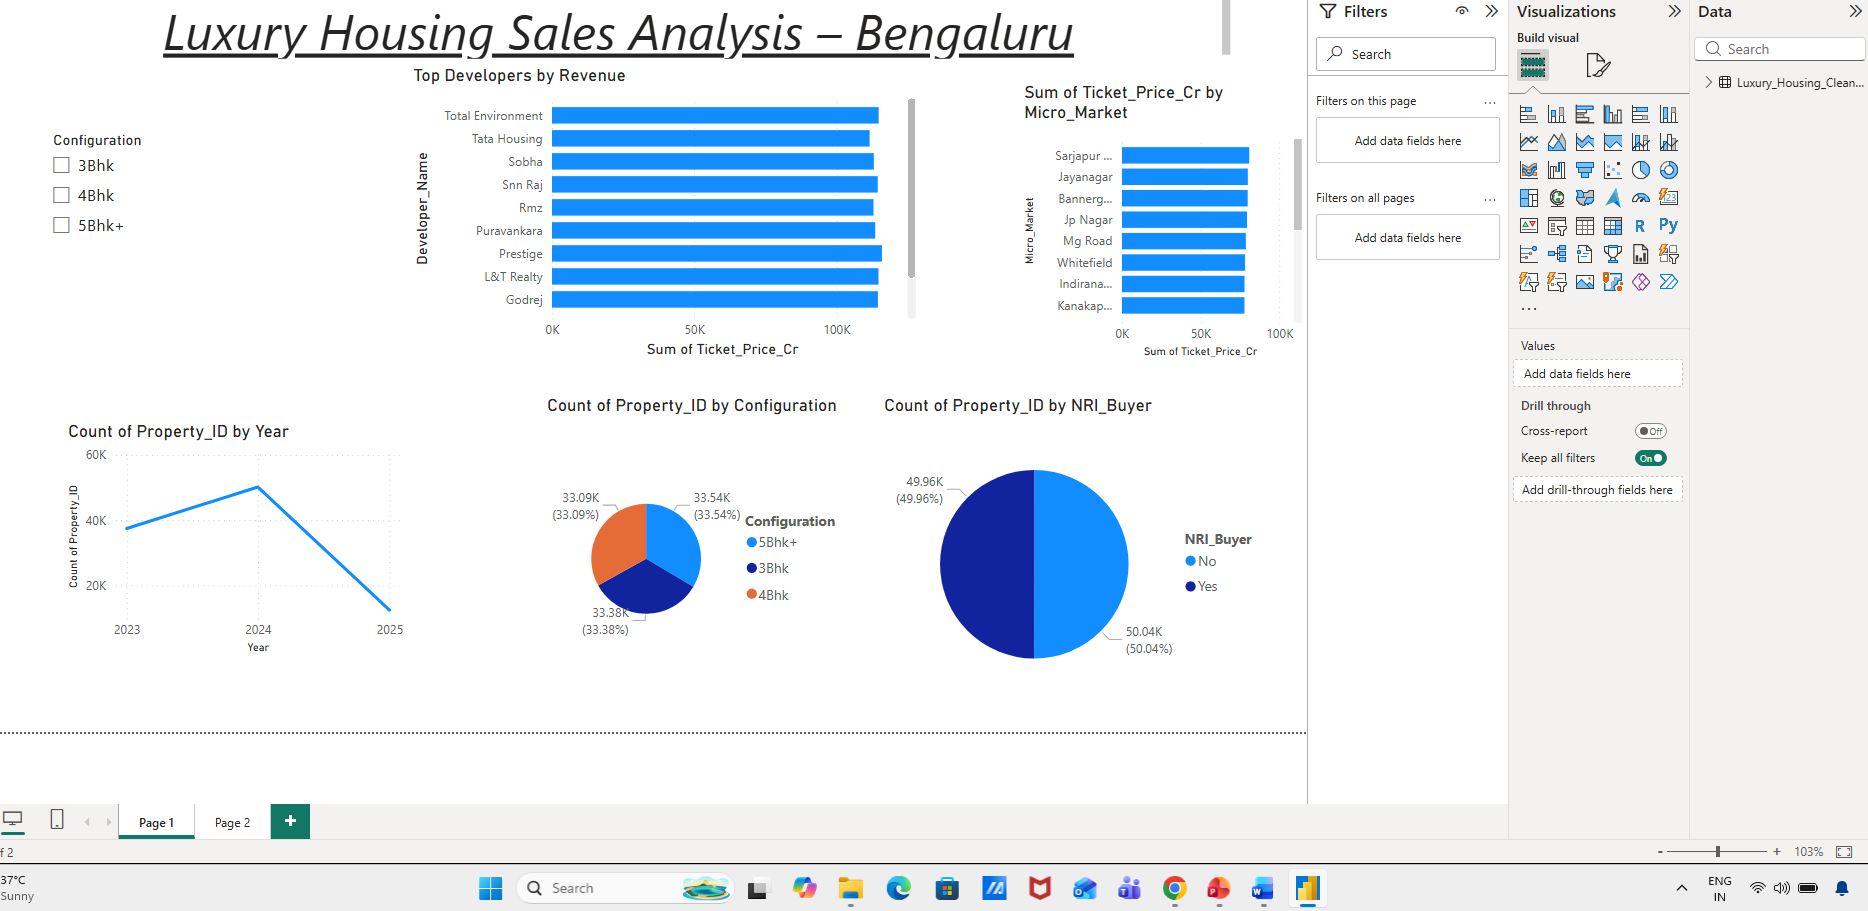 Luxury Housing Sales Analysis – Bengaluru
Configuration
3Bhk
4Bhk
5Bhk+
Top Developers by Revenue
Developer_Name
Total Environment
Tata Housing
Sobha
Snn Raj
Rmz
Puravankara
Prestige
L&T Realty
Godrej
0K 50K 100K
Sum of Ticket_Price_Cr
Sum of Ticket_Price_Cr by
Micro_Market
Micro_Market
Sarjapur ...
Jayanagar
Bannerg...
Jp Nagar
Mg Road
Whitefield
Indirana...
Kanakap...
0K 50K 100K
Sum of Ticket_Price_Cr
Count of Property_ID by Year
Count of Property_ID
60K
40K
20K
2023 2024 2025
Year
Count of Property_ID by Configuration
33.09K
(33.09%)
33.54K
(33.54%)
33.38K
(33.38%)
Configuration
5Bhk+
3Bhk
4Bhk
Count of Property_ID by NRI_Buyer
49.96K
(49.96%)
50.04K
(50.04%)
NRI_Buyer
No
Yes
Filters
Search
Filters on this page
...
Add data fields here
Filters on all pages
...
Add data fields here
Visualizations
Build visual
123
R
Py
...
Values
Add data fields here
Drill through
Cross-report
Off
Keep all filters
On
Add drill-through fields here
Data
Search
Luxury_Housing_Clean...
Page 1
Page 2
+
f 2
- + 103%
37°C
Sunny
Search
ENG
IN